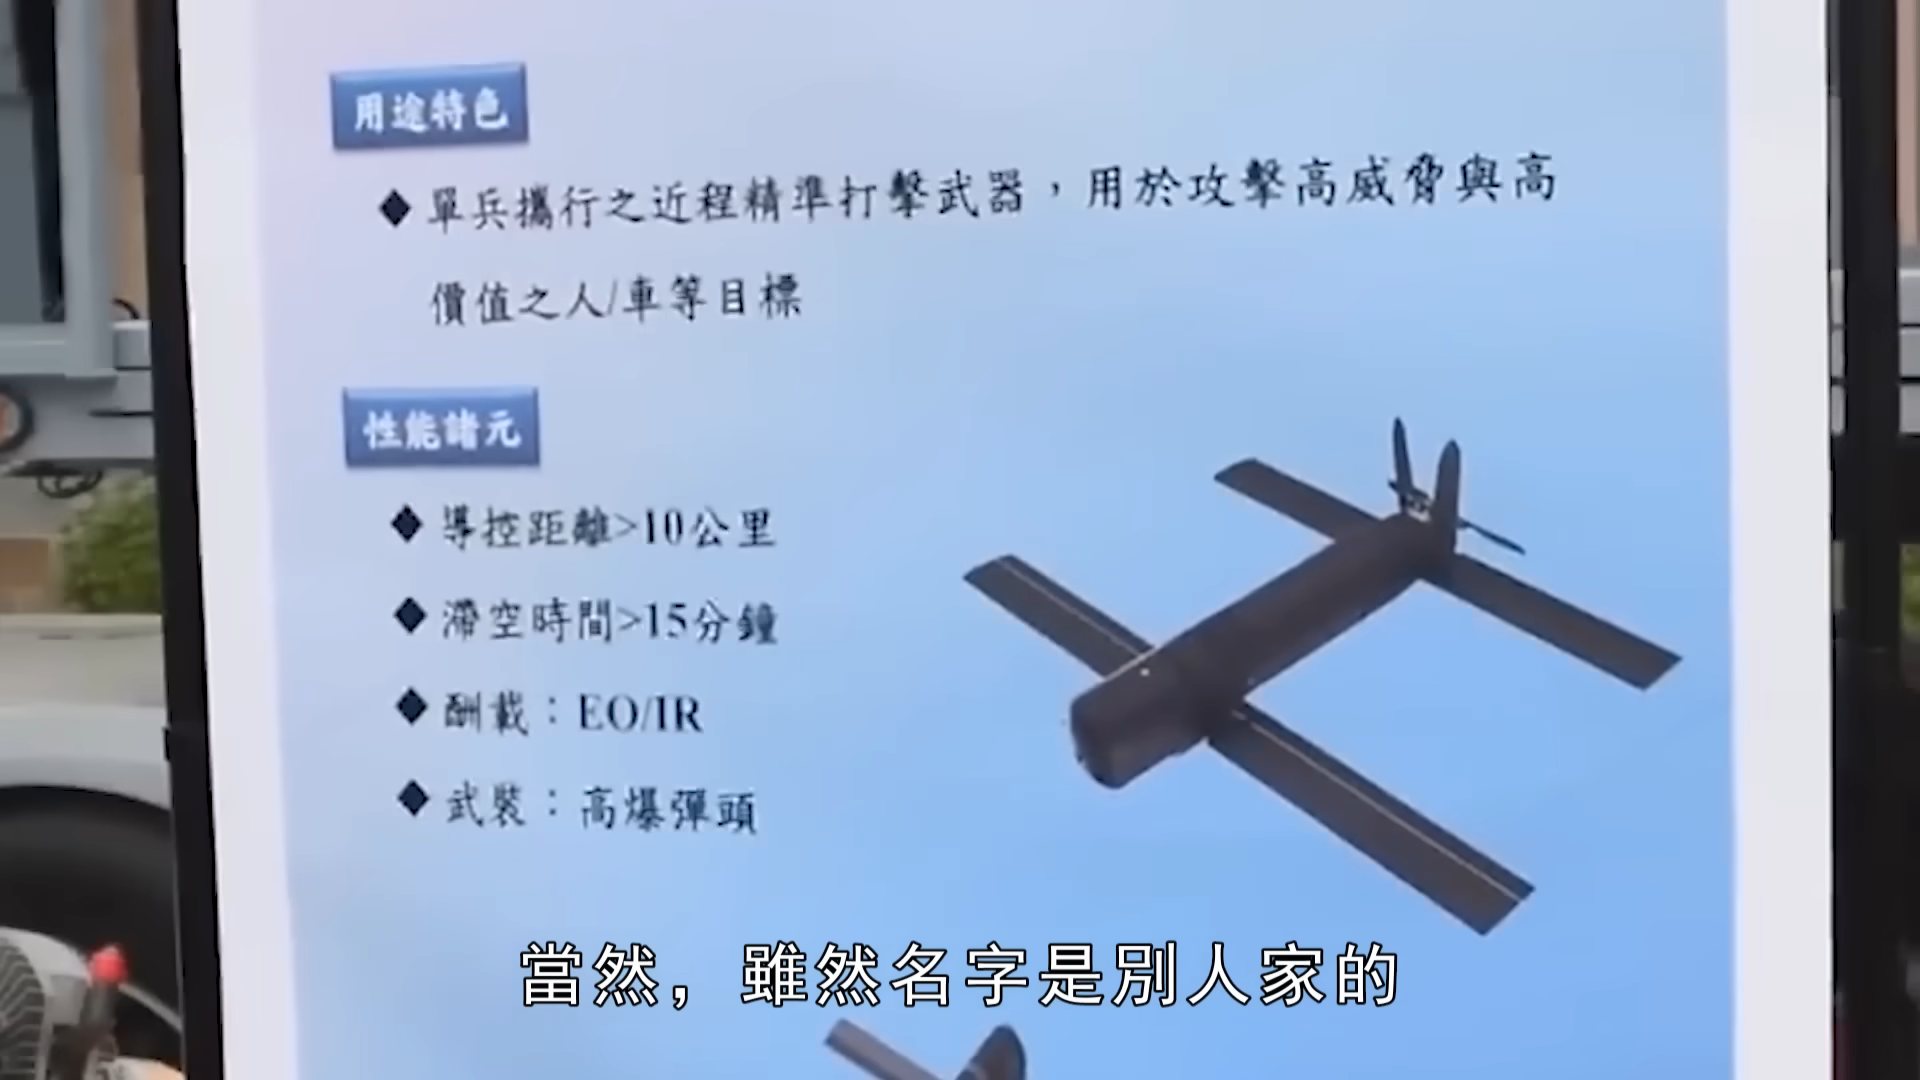 用途特色
◆ 單兵攜行之近程精準打擊武器，用於攻擊高威脅與高
價值之人/車等目標
性能諸元
◆ 導控距離>10公里
◆ 滯空時間>15分鐘
◆ 酬載：EO/IR
◆ 武裝：高爆彈頭
當然，雖然名字是別人家的